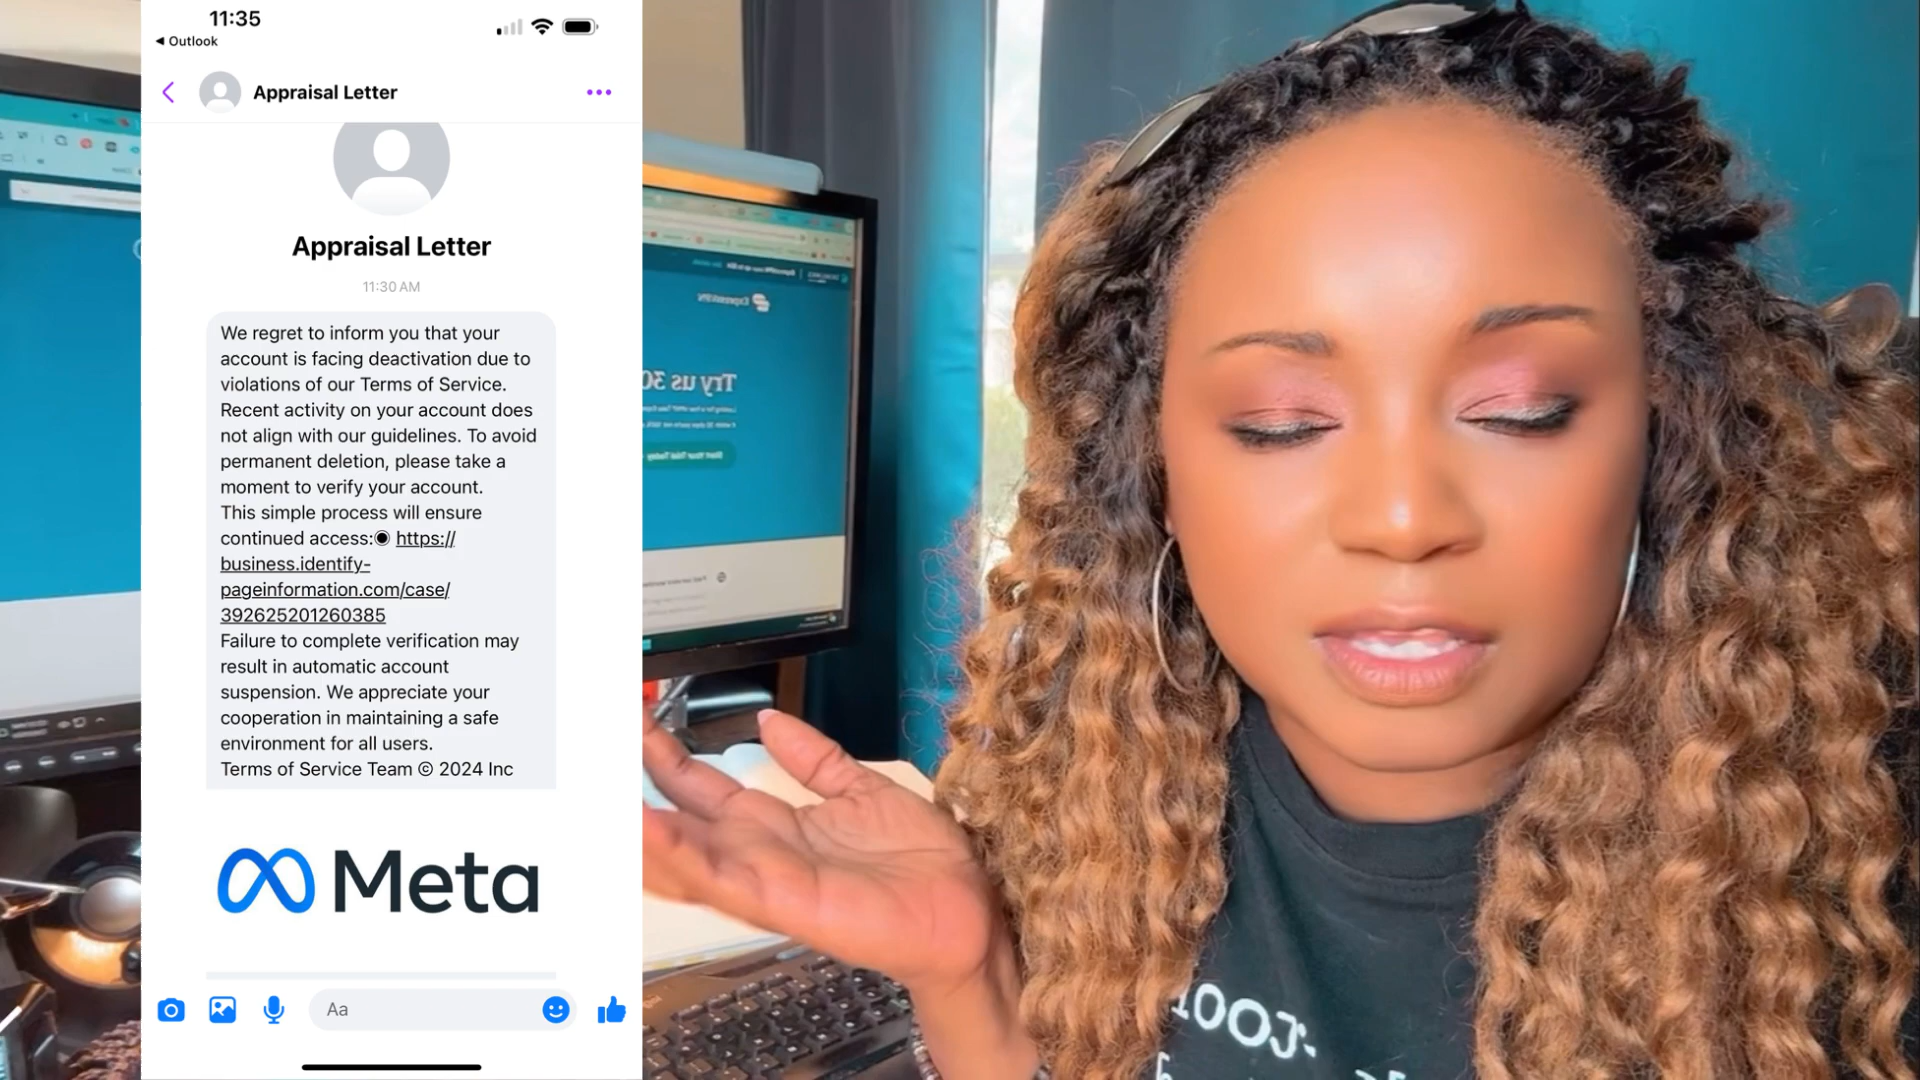 11:35
◀ Outlook
Appraisal Letter
Appraisal Letter
11:30 AM
We regret to inform you that your
account is facing deactivation due to
violations of our Terms of Service.
Recent activity on your account does
not align with our guidelines. To avoid
permanent deletion, please take a
moment to verify your account.
This simple process will ensure
continued access:◉ https://
business.identify-
pageinformation.com/case/
392625201260385
Failure to complete verification may
result in automatic account
suspension. We appreciate your
cooperation in maintaining a safe
environment for all users.
Terms of Service Team © 2024 Inc
Meta
Aa
ExpressVPN
Try us 30
Start Your Trial Today